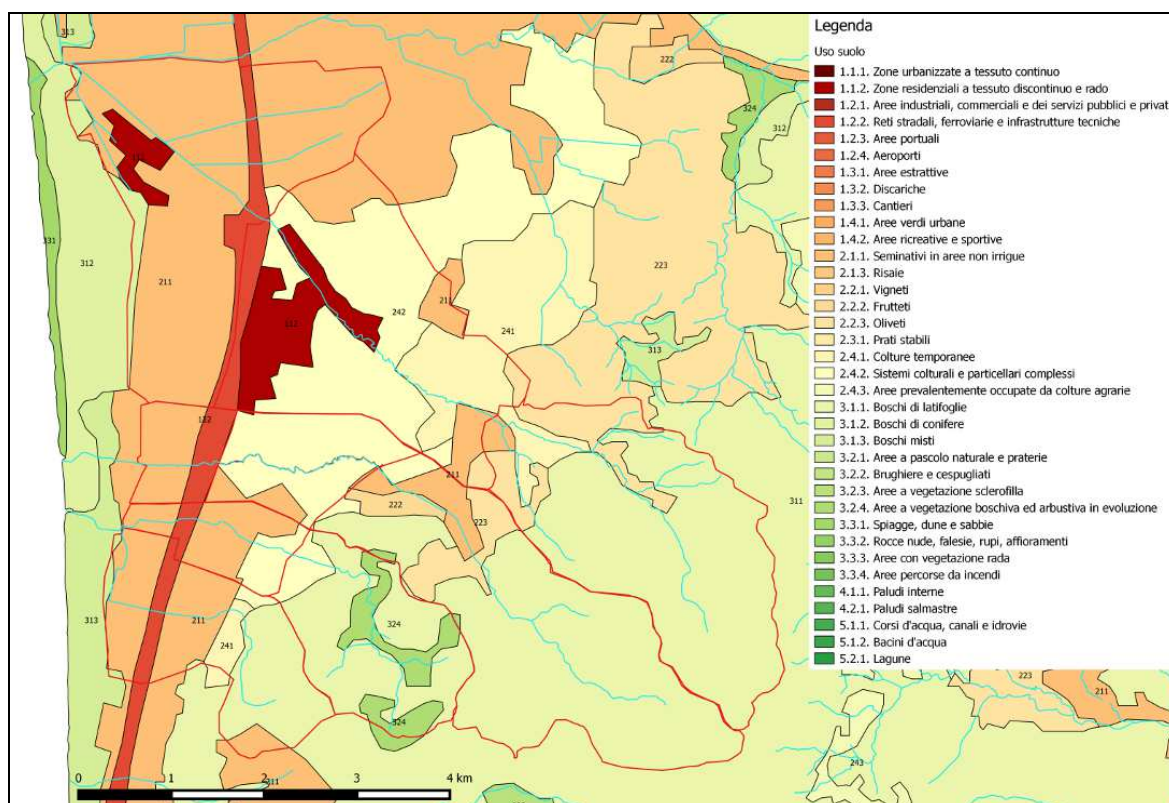 Legenda
Uso suolo
1.1.1. Zone urbanizzate a tessuto continuo
1.1.2. Zone residenziali a tessuto discontinuo e rado
1.2.1. Aree industriali, commerciali e dei servizi pubblici e privat
1.2.2. Reti stradali, ferroviarie e infrastrutture tecniche
1.2.3. Aree portuali
1.2.4. Aeroporti
1.3.1. Aree estrattive
1.3.2. Discariche
1.3.3. Cantieri
1.4.1. Aree verdi urbane
1.4.2. Aree ricreative e sportive
2.1.1. Seminativi in aree non irrigue
2.1.3. Risaie
2.2.1. Vigneti
2.2.2. Frutteti
2.2.3. Oliveti
2.3.1. Prati stabili
2.4.1. Colture temporanee
2.4.2. Sistemi colturali e particellari complessi
2.4.3. Aree prevalentemente occupate da colture agrarie
3.1.1. Boschi di latifoglie
3.1.2. Boschi di conifere
3.1.3. Boschi misti
3.2.1. Aree a pascolo naturale e praterie
3.2.2. Brughiere e cespugliati
3.2.3. Aree a vegetazione sclerofilla
3.2.4. Aree a vegetazione boschiva ed arbustiva in evoluzione
3.3.1. Spiagge, dune e sabbie
3.3.2. Rocce nude, falesie, rupi, affioramenti
3.3.3. Aree con vegetazione rada
3.3.4. Aree percorse da incendi
4.1.1. Paludi interne
4.2.1. Paludi salmastre
5.1.1. Corsi d'acqua, canali e idrovie
5.1.2. Bacini d'acqua
5.2.1. Lagune
313
222
324
312
112
331
312
211
223
112
242
211
241
313
122
311
211
222
223
313
211
324
241
324
223
211
243
211
0 1 2 3 4 km